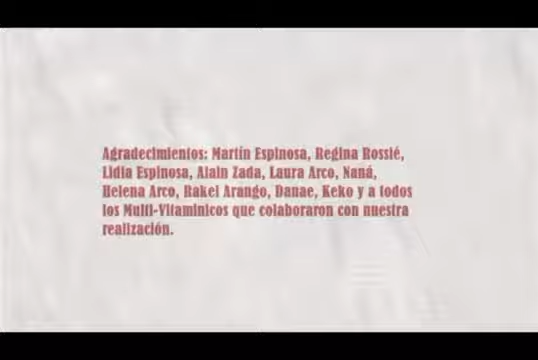 Agradecimientos: Martín Espinosa, Regina Rossié,
Lidia Espinosa, Alain Zada, Laura Arco, Naná,
Helena Arco, Rakel Arango, Danae, Keko y a todos
los Multi-Vitaminicos que colaboraron con nuestra
realización.